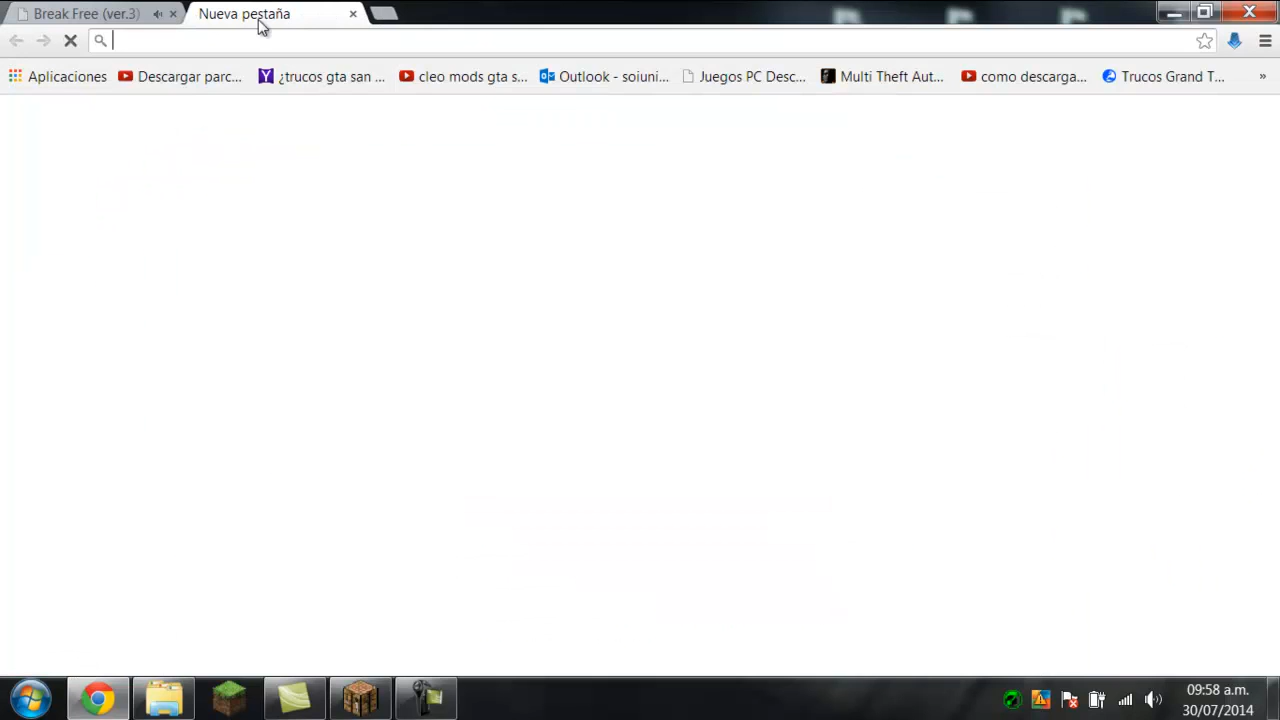 Break Free (ver.3)
Nueva pestaña
Aplicaciones
Descargar parc...
¿trucos gta san ...
cleo mods gta s...
Outlook - soiuni...
Juegos PC Desc...
Multi Theft Aut...
como descarga...
Trucos Grand T...
»
09:58 a.m.
30/07/2014